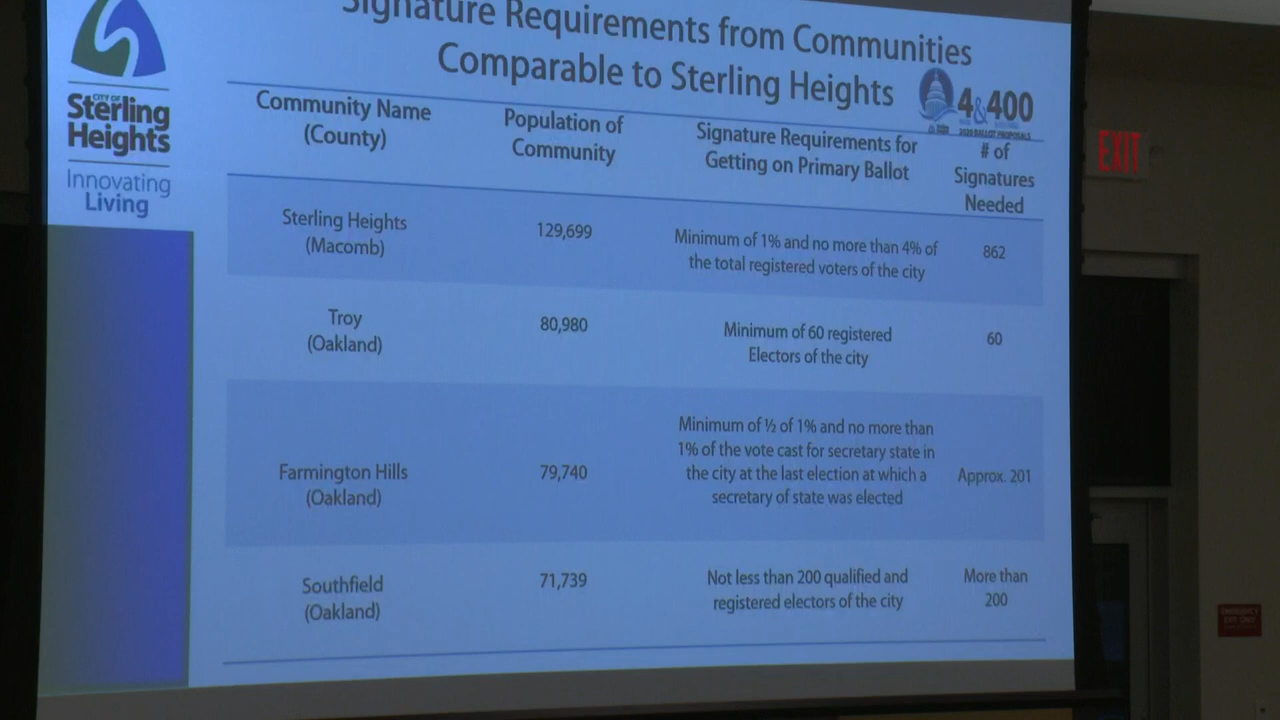 Signature Requirements from Communities
Comparable to Sterling Heights
CITY OF
Sterling
Heights
Innovating
Living
4&400
2024 BALLOT PROPOSALS
Community Name
(County)
Population of
Community
Signature Requirements for
Getting on Primary Ballot
# of
Signatures
Needed
Sterling Heights
(Macomb)
129,699
Minimum of 1% and no more than 4% of
the total registered voters of the city
862
Troy
(Oakland)
80,980
Minimum of 60 registered
Electors of the city
60
Farmington Hills
(Oakland)
79,740
Minimum of ½ of 1% and no more than
1% of the vote cast for secretary state in
the city at the last election at which a
secretary of state was elected
Approx. 201
Southfield
(Oakland)
71,739
Not less than 200 qualified and
registered electors of the city
More than
200
EXIT
EMERGENCY
EXIT ONLY